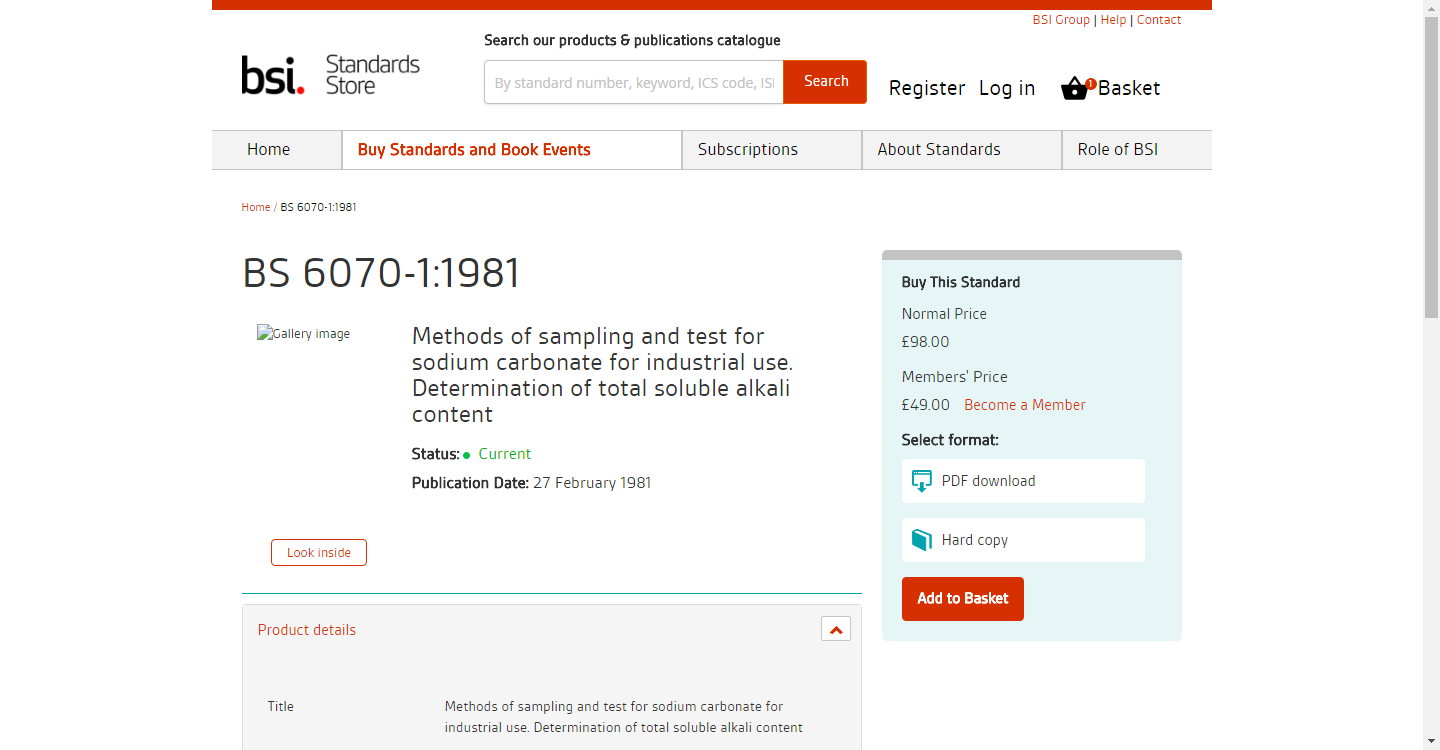 BSI Group | Help | Contact
Search our products & publications catalogue
bsi. Standards
Store
By standard number, keyword, ICS code, ISI
Search
Register Log in
1
Basket
Home
Buy Standards and Book Events
Subscriptions
About Standards
Role of BSI
Home / BS 6070-1:1981
BS 6070-1:1981
Gallery image
Methods of sampling and test for
sodium carbonate for industrial use.
Determination of total soluble alkali
content
Status: Current
Publication Date: 27 February 1981
Look inside
Buy This Standard
Normal Price
£98.00
Members' Price
£49.00 Become a Member
Select format:
PDF download
Hard copy
Add to Basket
Product details
Title
Methods of sampling and test for sodium carbonate for
industrial use. Determination of total soluble alkali content